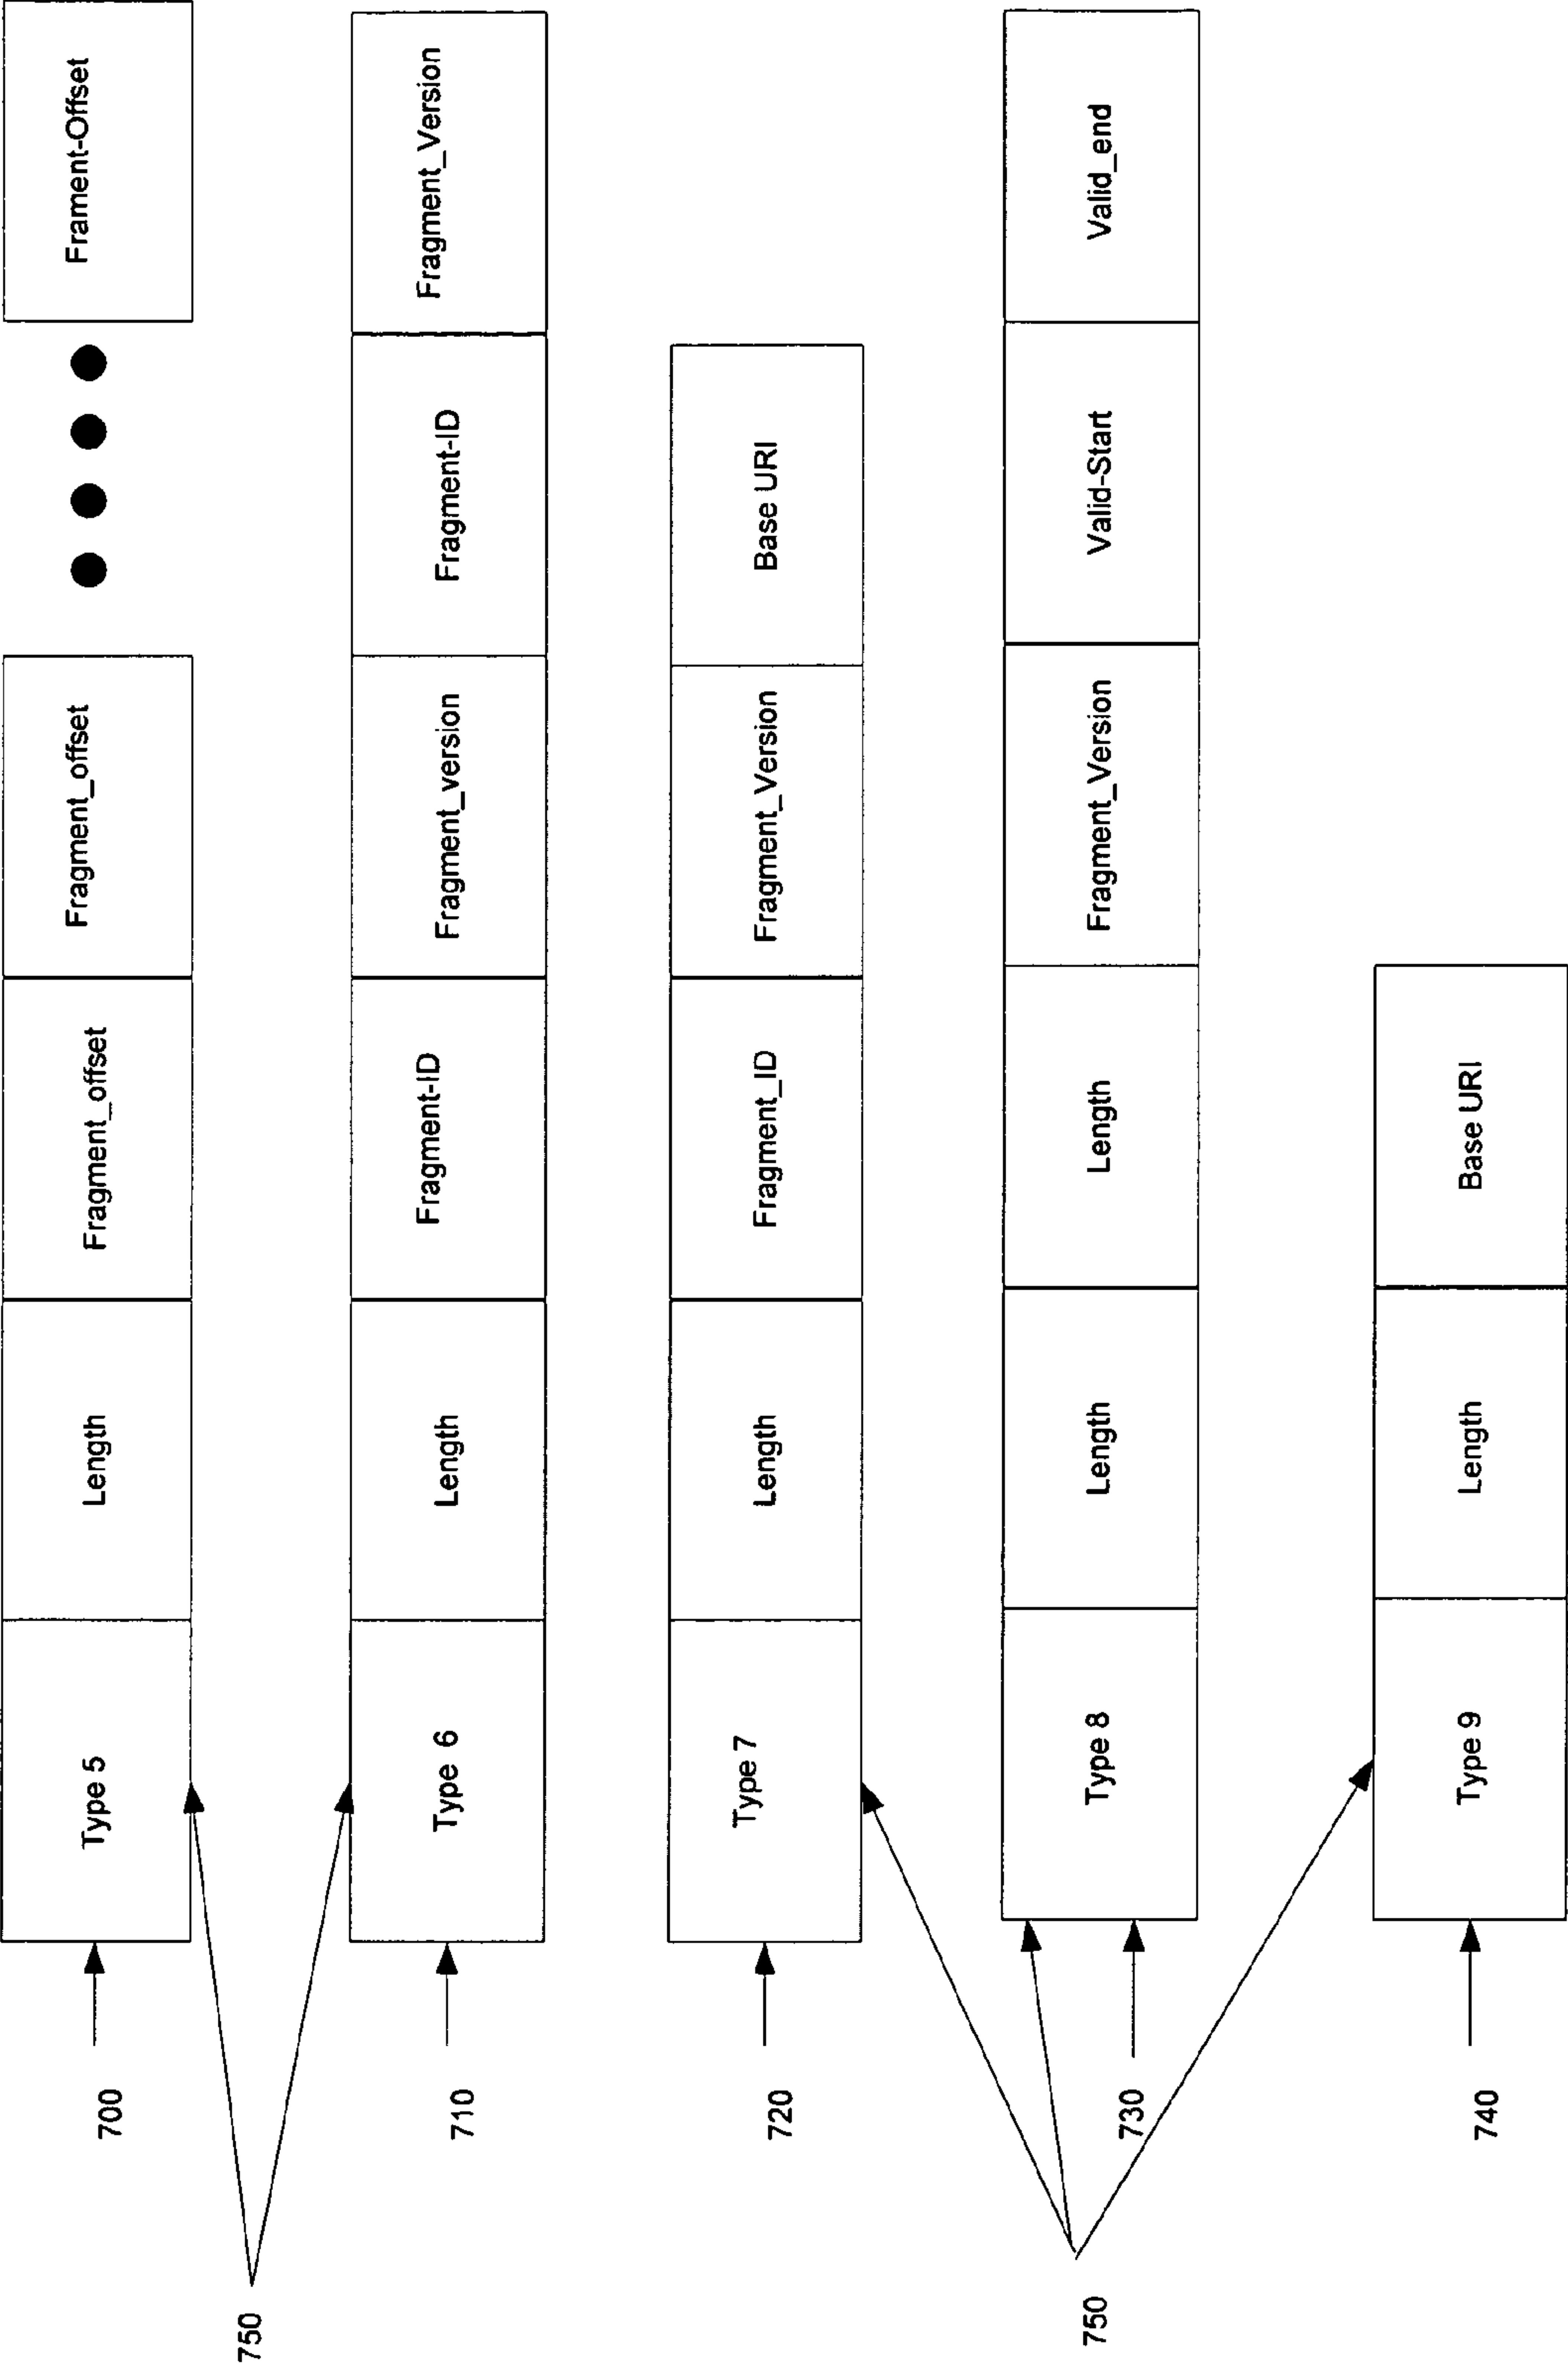 700
Type 5
Length
Fragment_offset
Fragment_offset
Frament-Offset
750
710
Type 6
Length
Fragment-ID
Fragment_version
Fragment-ID
Fragment_Version
720
Type 7
Length
Fragment_ID
Fragment_Version
Base URI
750
730
Type 8
Length
Length
Fragment_Version
Valid-Start
Valid_end
740
Type 9
Length
Base URI